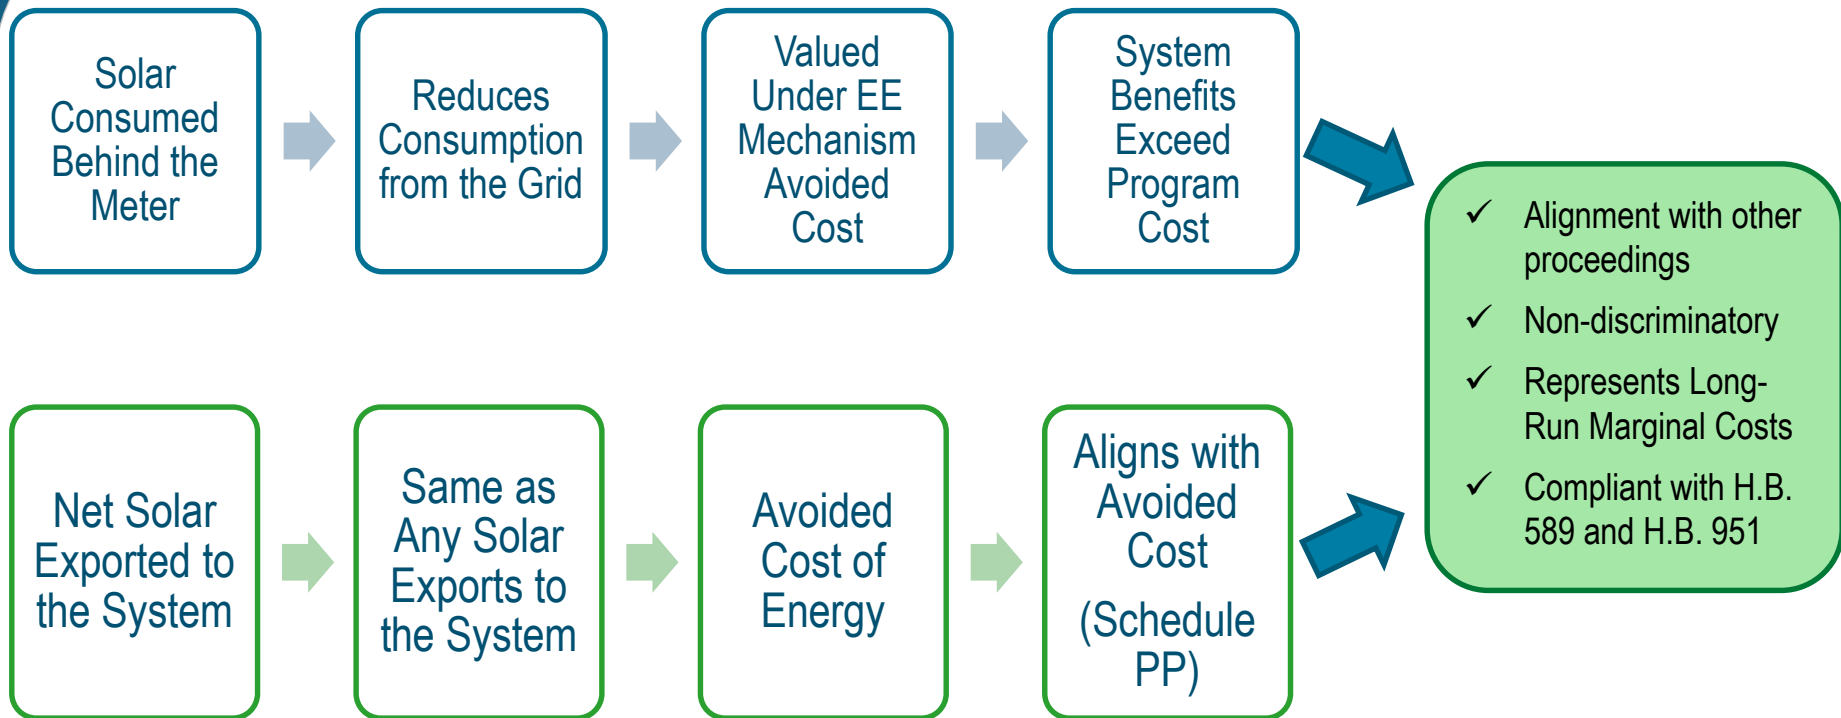 Solar
Consumed
Behind the
Meter
Reduces
Consumption
from the Grid
Valued
Under EE
Mechanism
Avoided
Cost
System
Benefits
Exceed
Program
Cost
Net Solar
Exported to
the System
Same as
Any Solar
Exports to
the System
Avoided
Cost of
Energy
Aligns with
Avoided
Cost
(Schedule
PP)
✓ Alignment with other
proceedings
✓ Non-discriminatory
✓ Represents Long-
Run Marginal Costs
✓ Compliant with H.B.
589 and H.B. 951